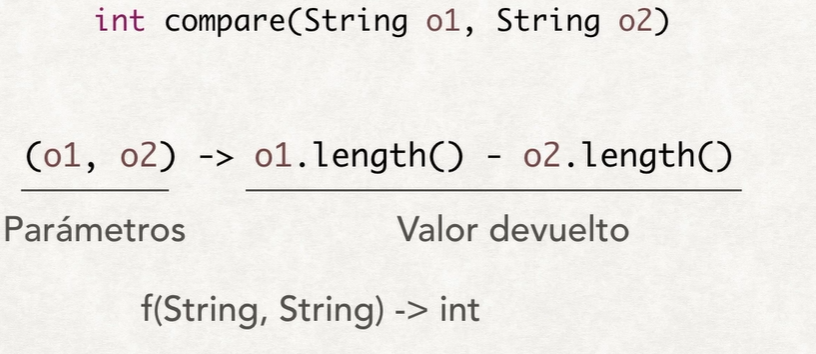 int compare(String o1, String o2)
(o1, o2) -> o1.length() - o2.length()
Parámetros Valor devuelto
f(String, String) -> int